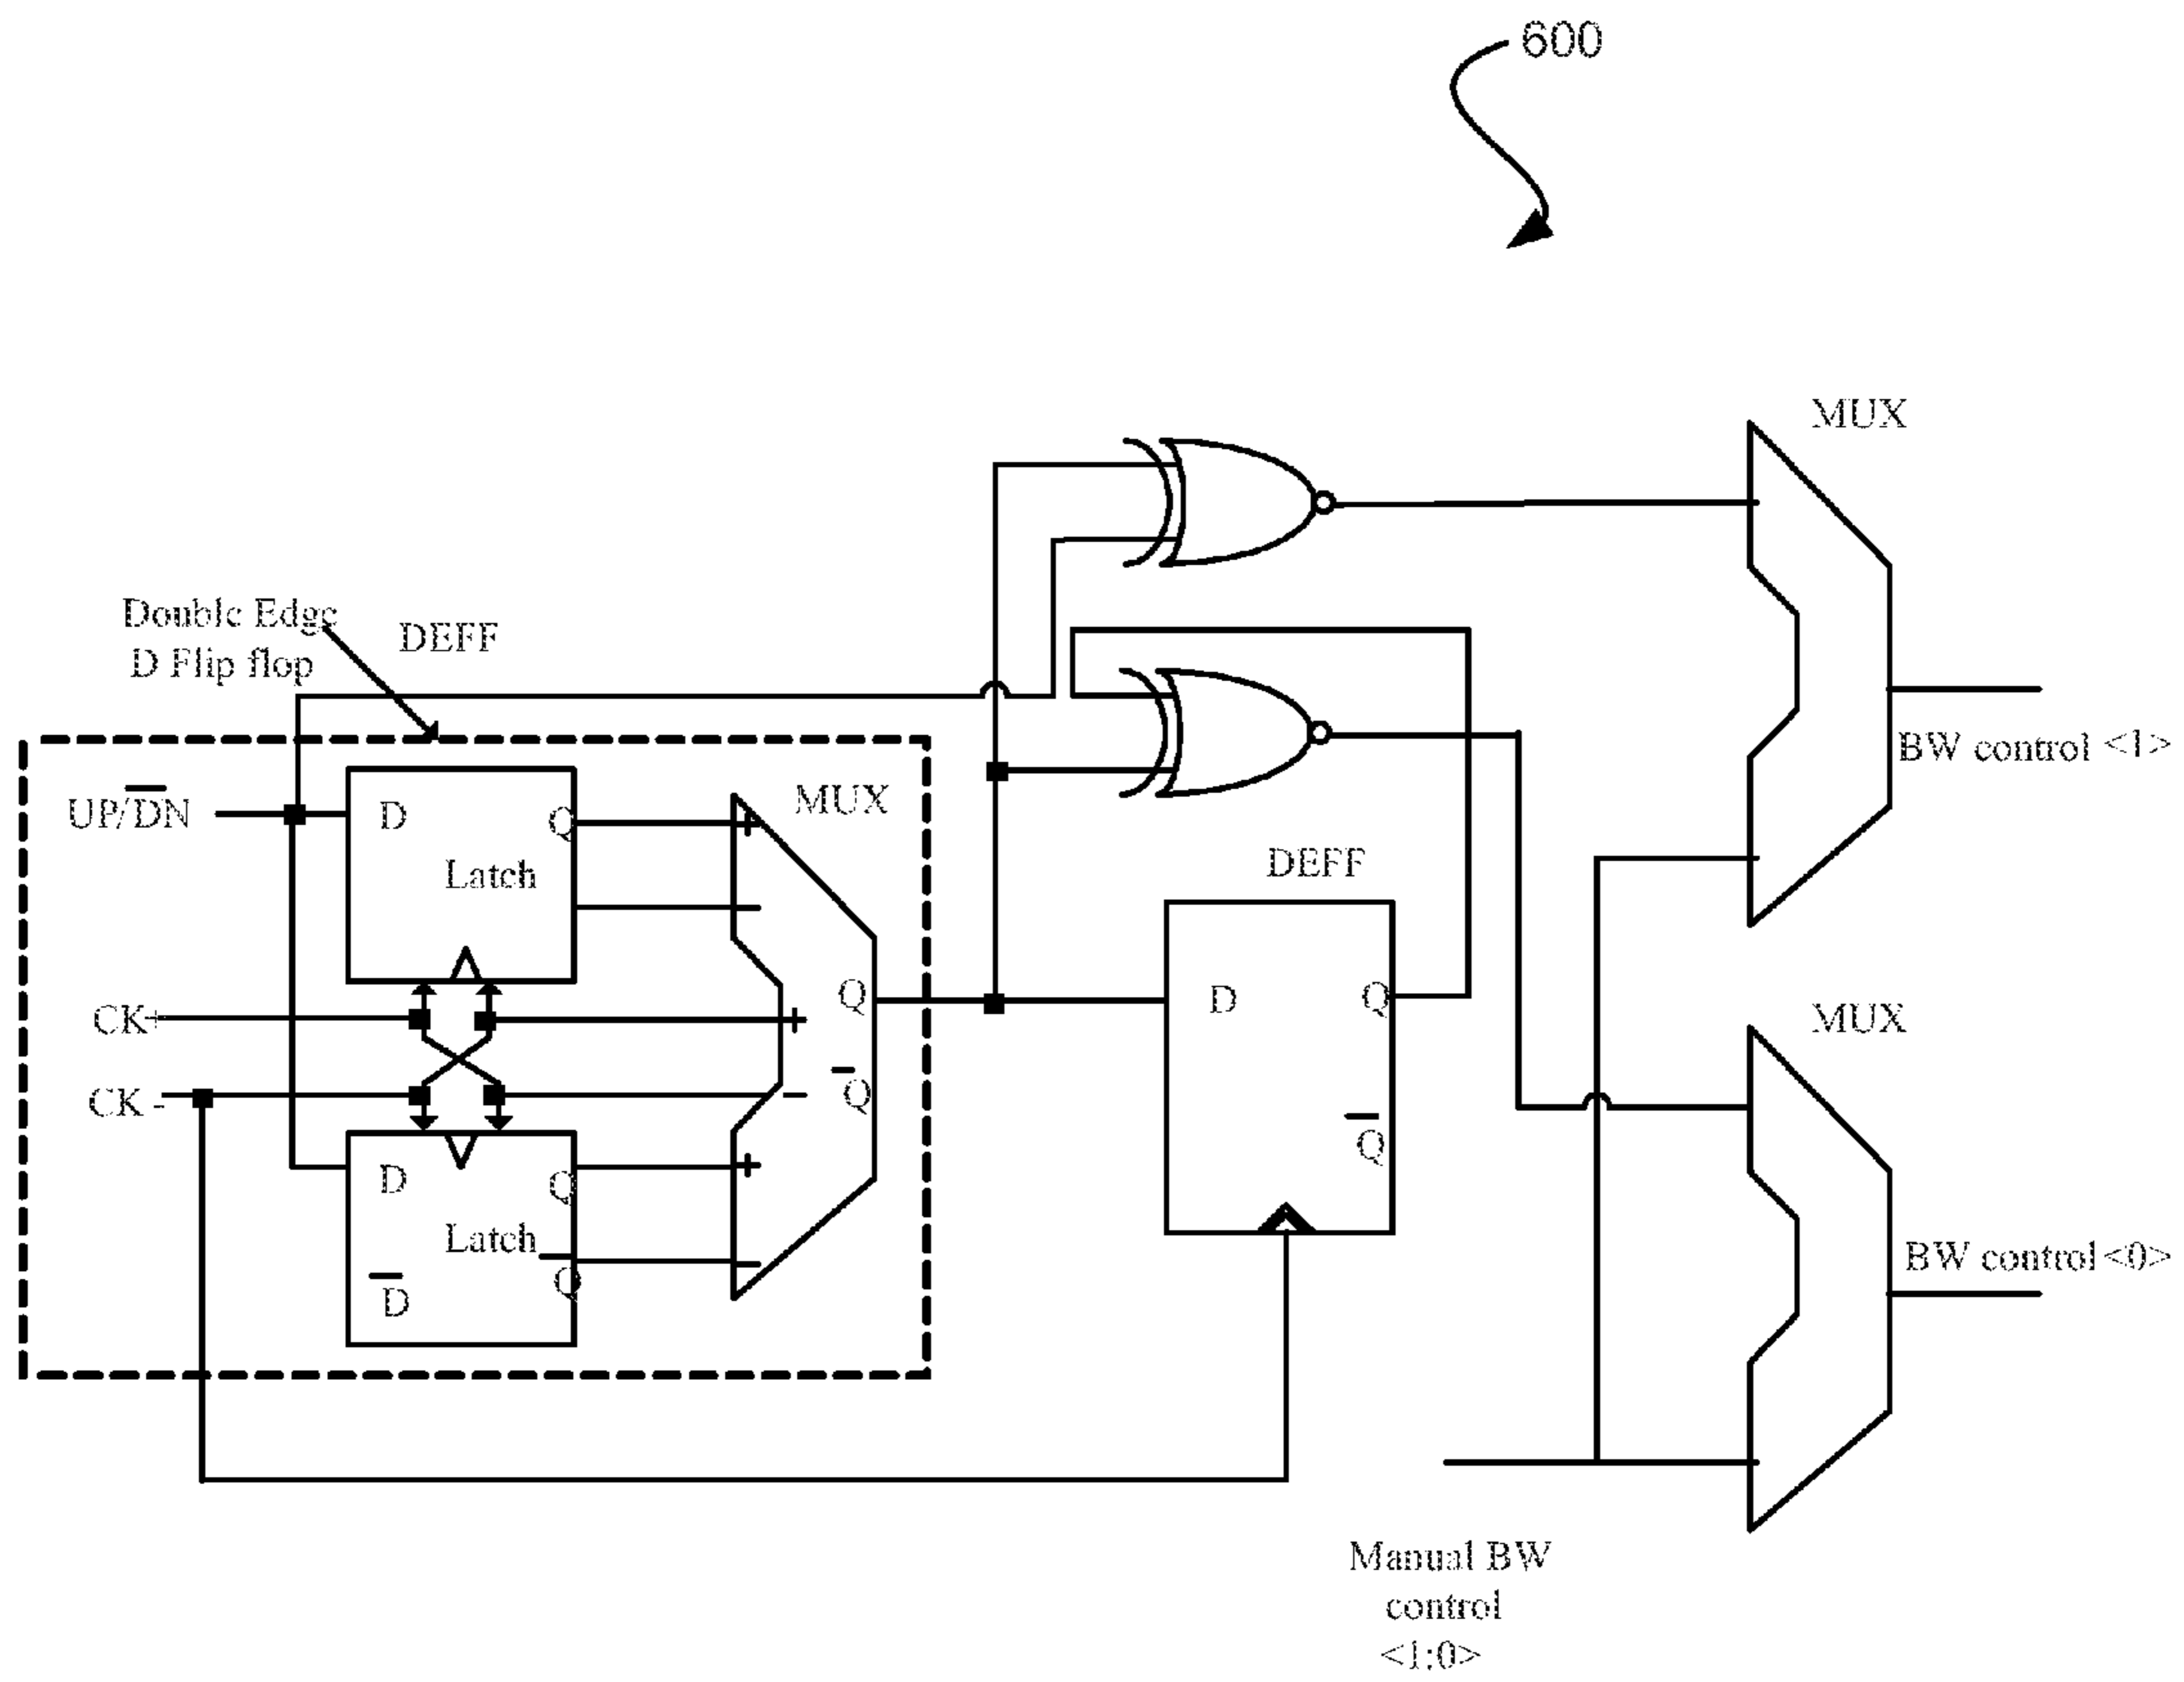 600
MUX
BW control <1>
Double Edge
D Flip flop
DEFF
UP/DN
D
Q
Latch
MUX
+
-
CK+
+
Q
CK -
-
Q
D
Q
Latch
D
Q
+
-
DEFF
D
Q
Q
MUX
BW control <0>
Manual BW
control
<1:0>